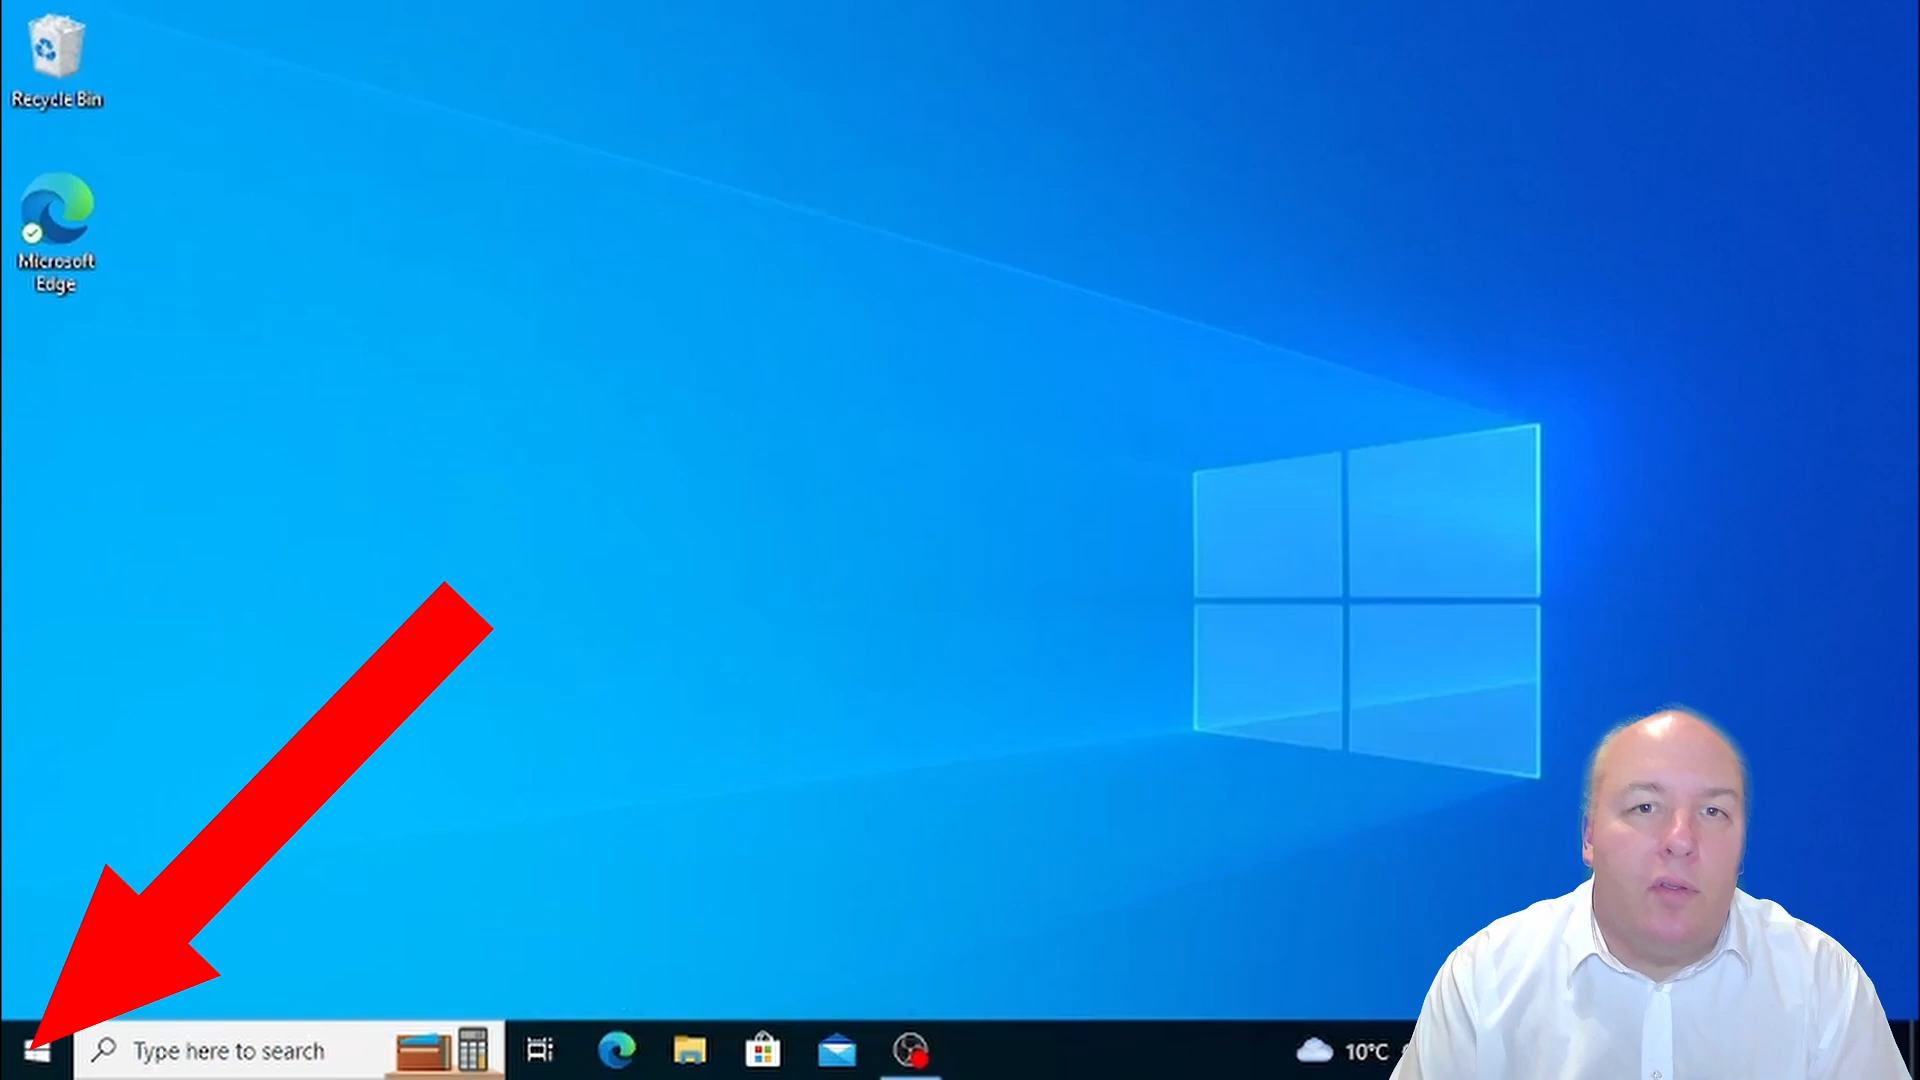 Recycle Bin
Microsoft
Edge
Type here to search
10°C